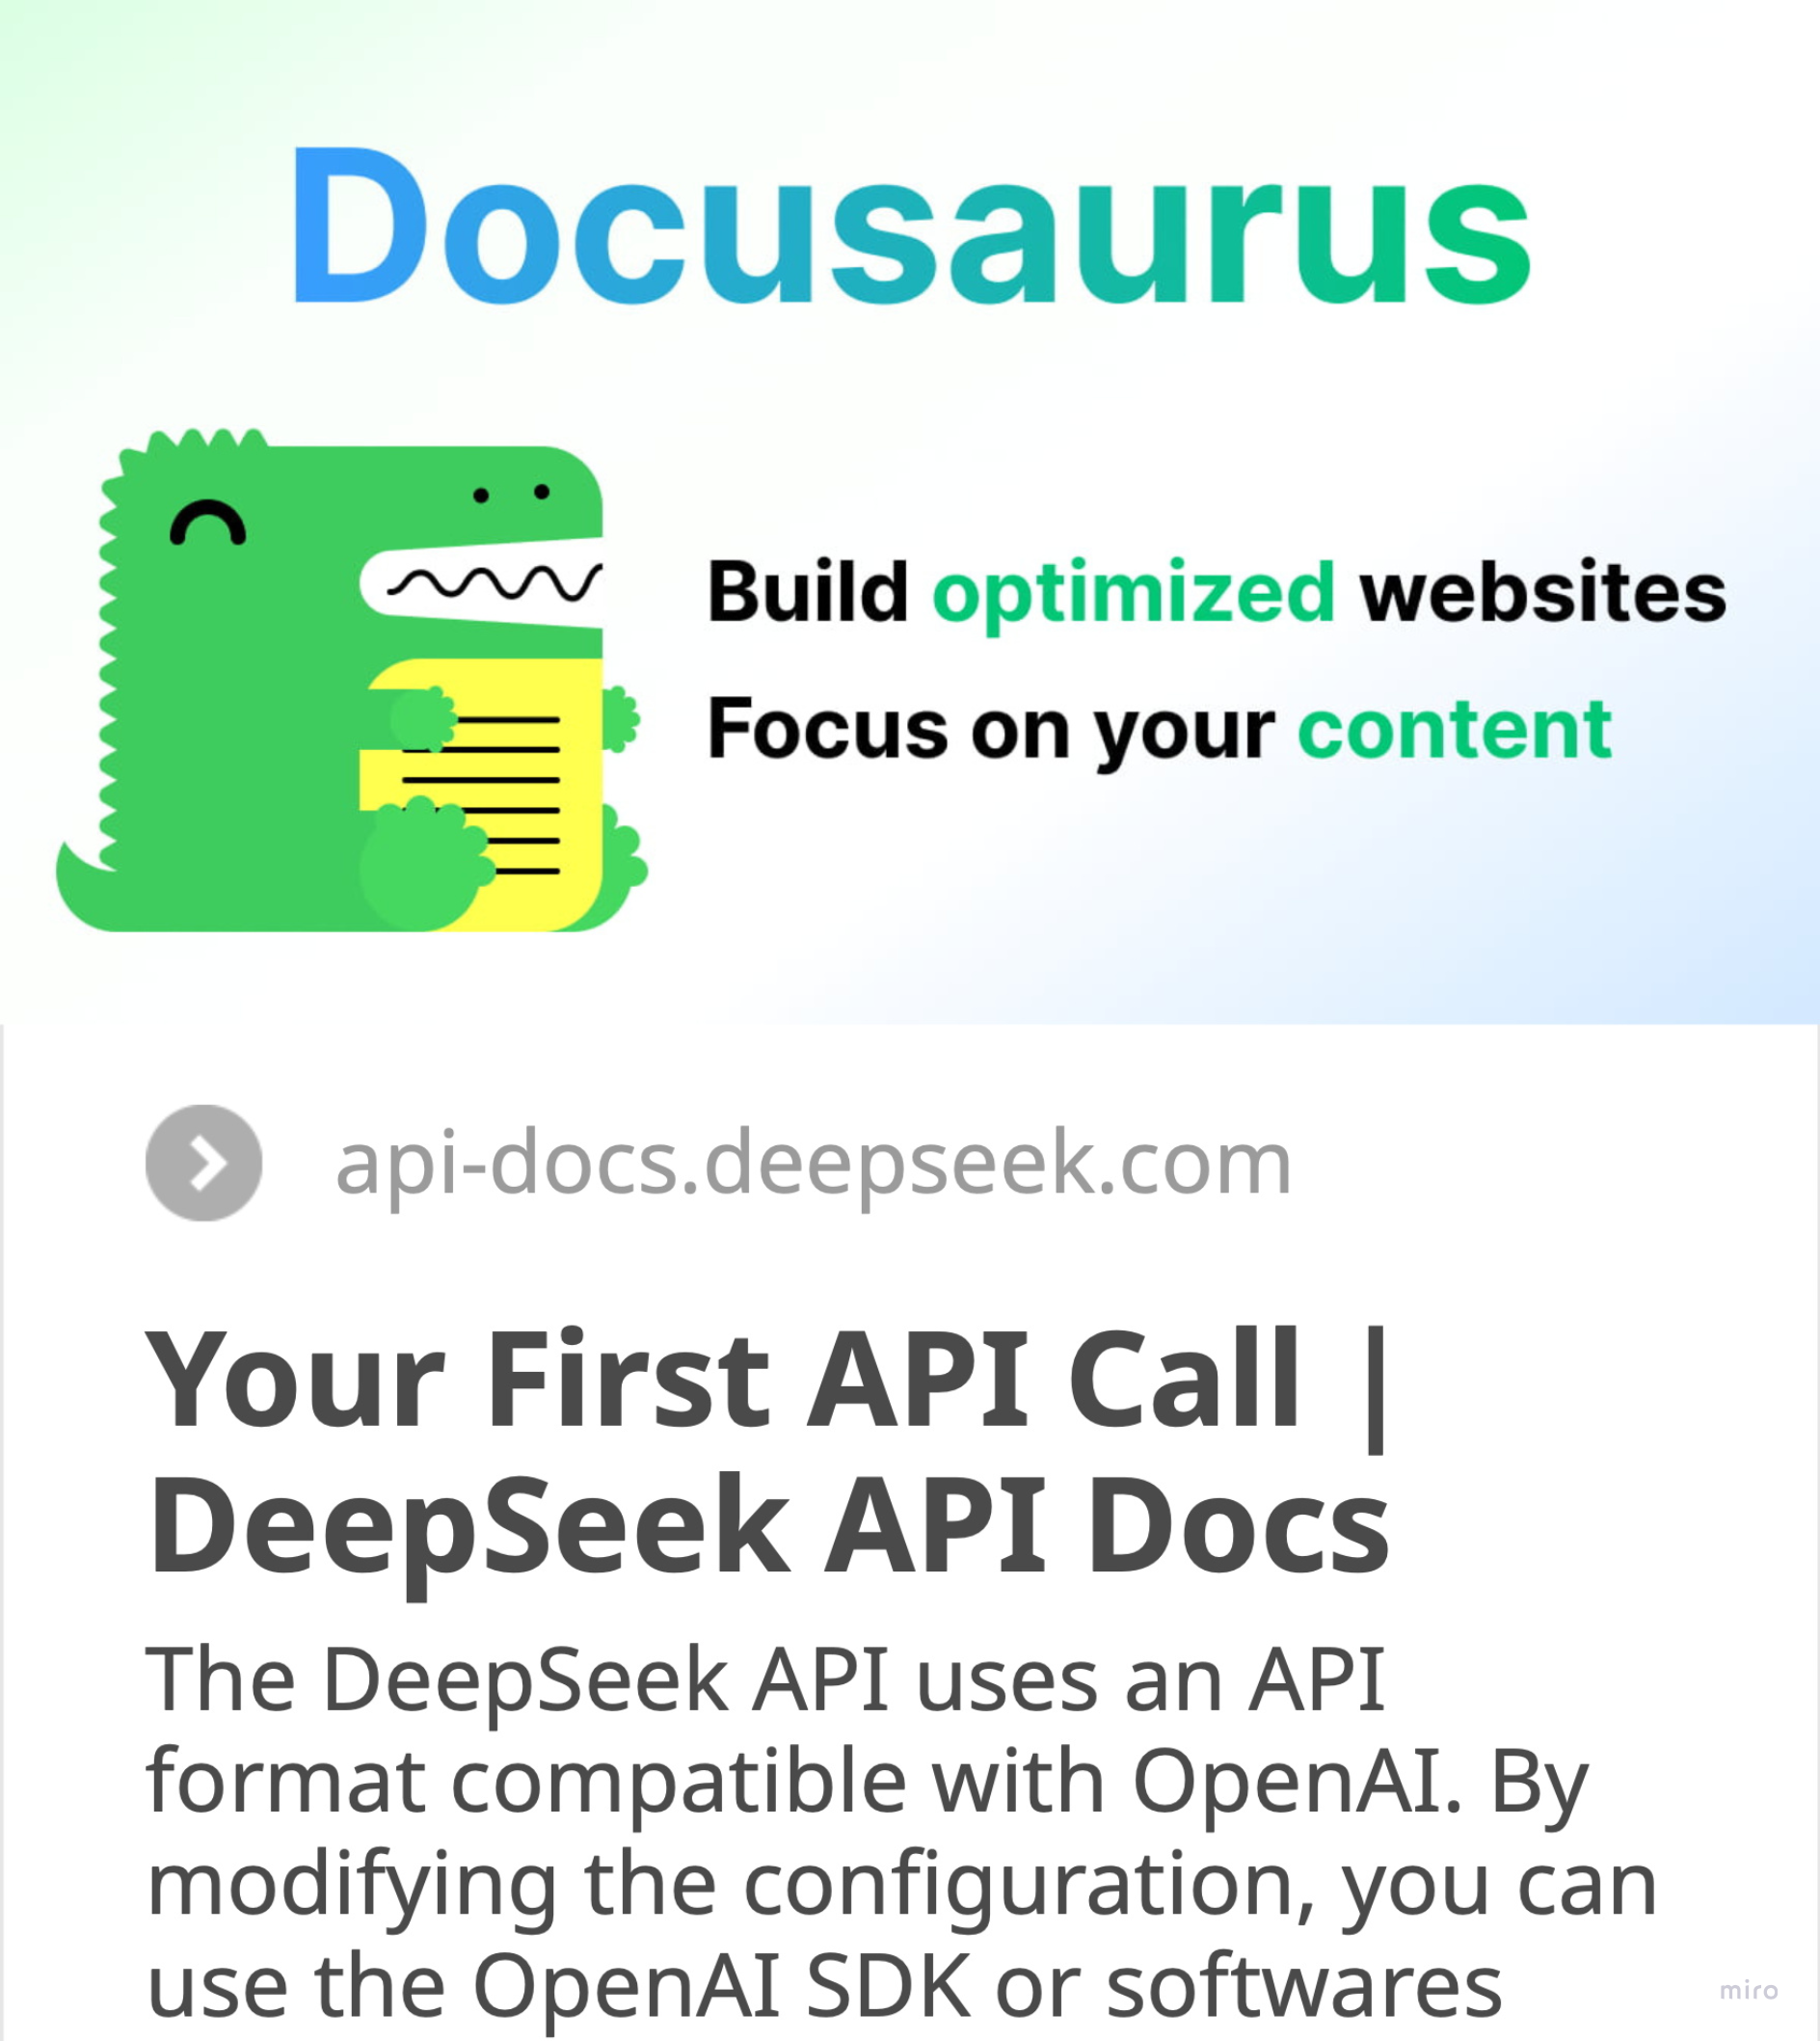 Docusaurus
Build optimized websites
Focus on your content
api-docs.deepseek.com
Your First API Call |
DeepSeek API Docs
The DeepSeek API uses an API
format compatible with OpenAI. By
modifying the configuration, you can
use the OpenAI SDK or softwares
miro